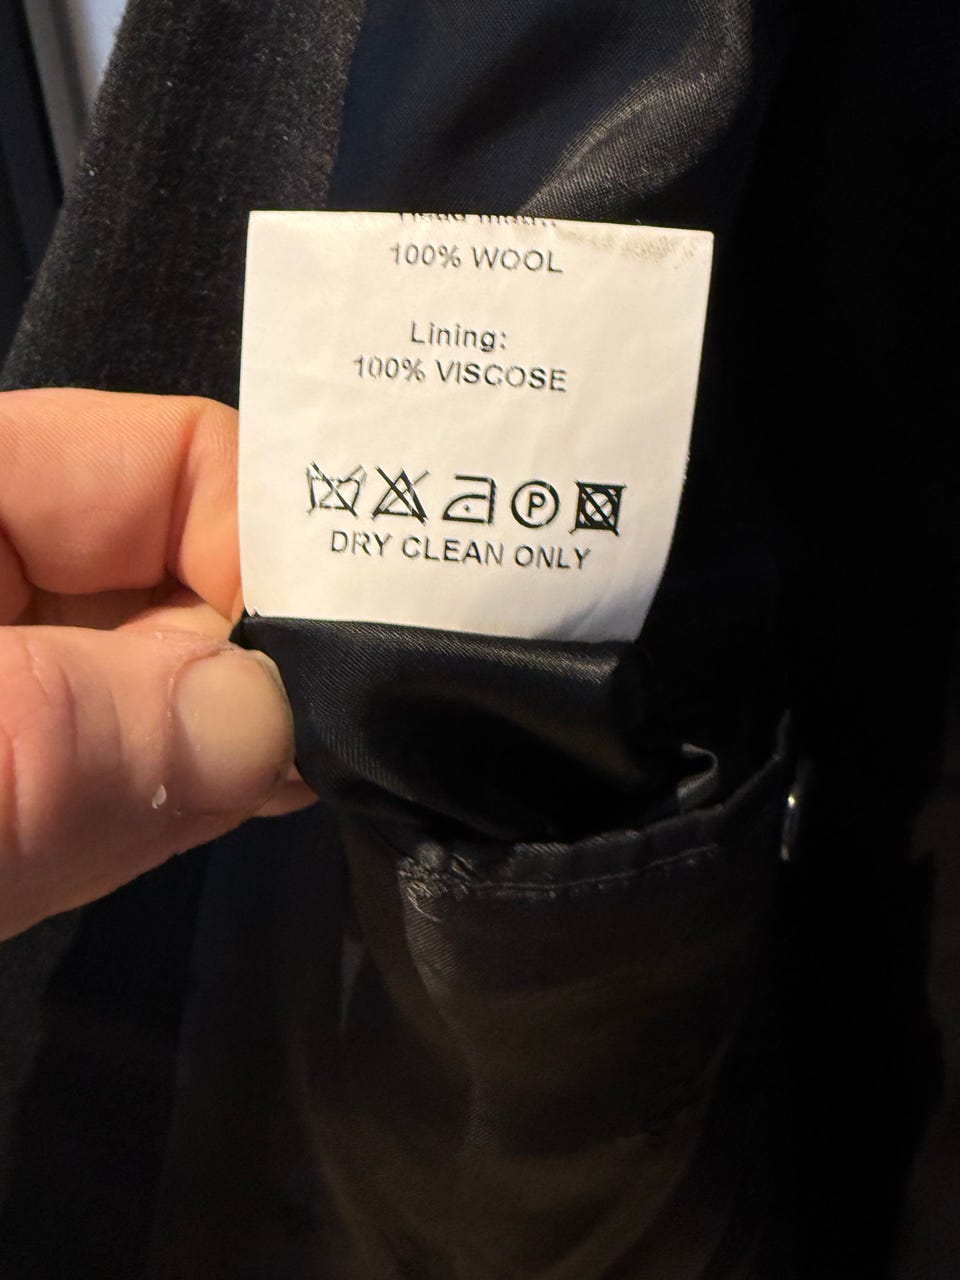 100% WOOL
Lining:
100% VISCOSE
P
DRY CLEAN ONLY